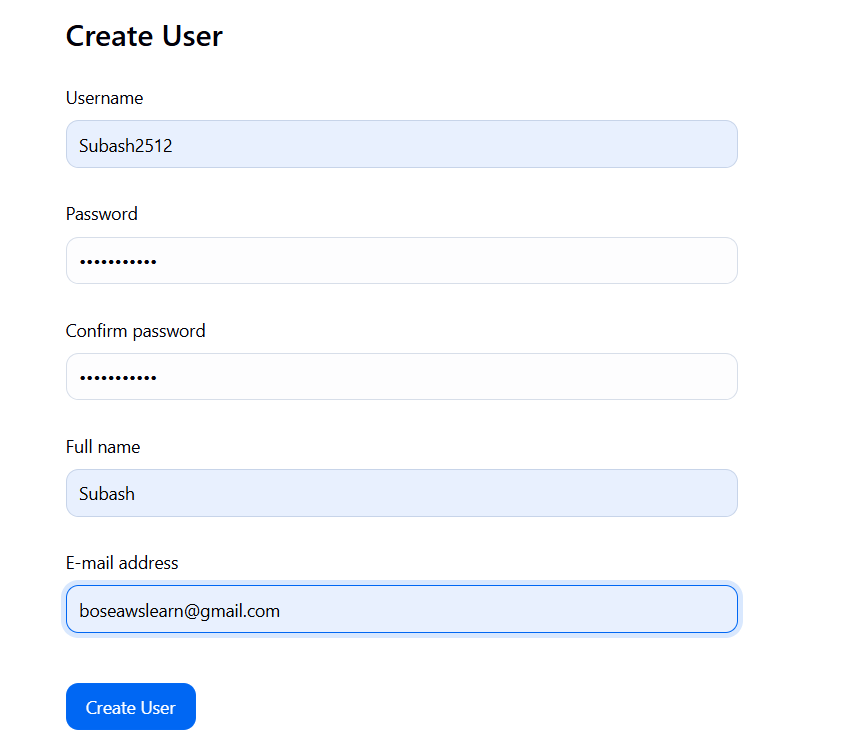 Create User
Username
Subash2512
Password
•••••••••••
Confirm password
•••••••••••
Full name
Subash
E-mail address
boseawslearn@gmail.com
Create User